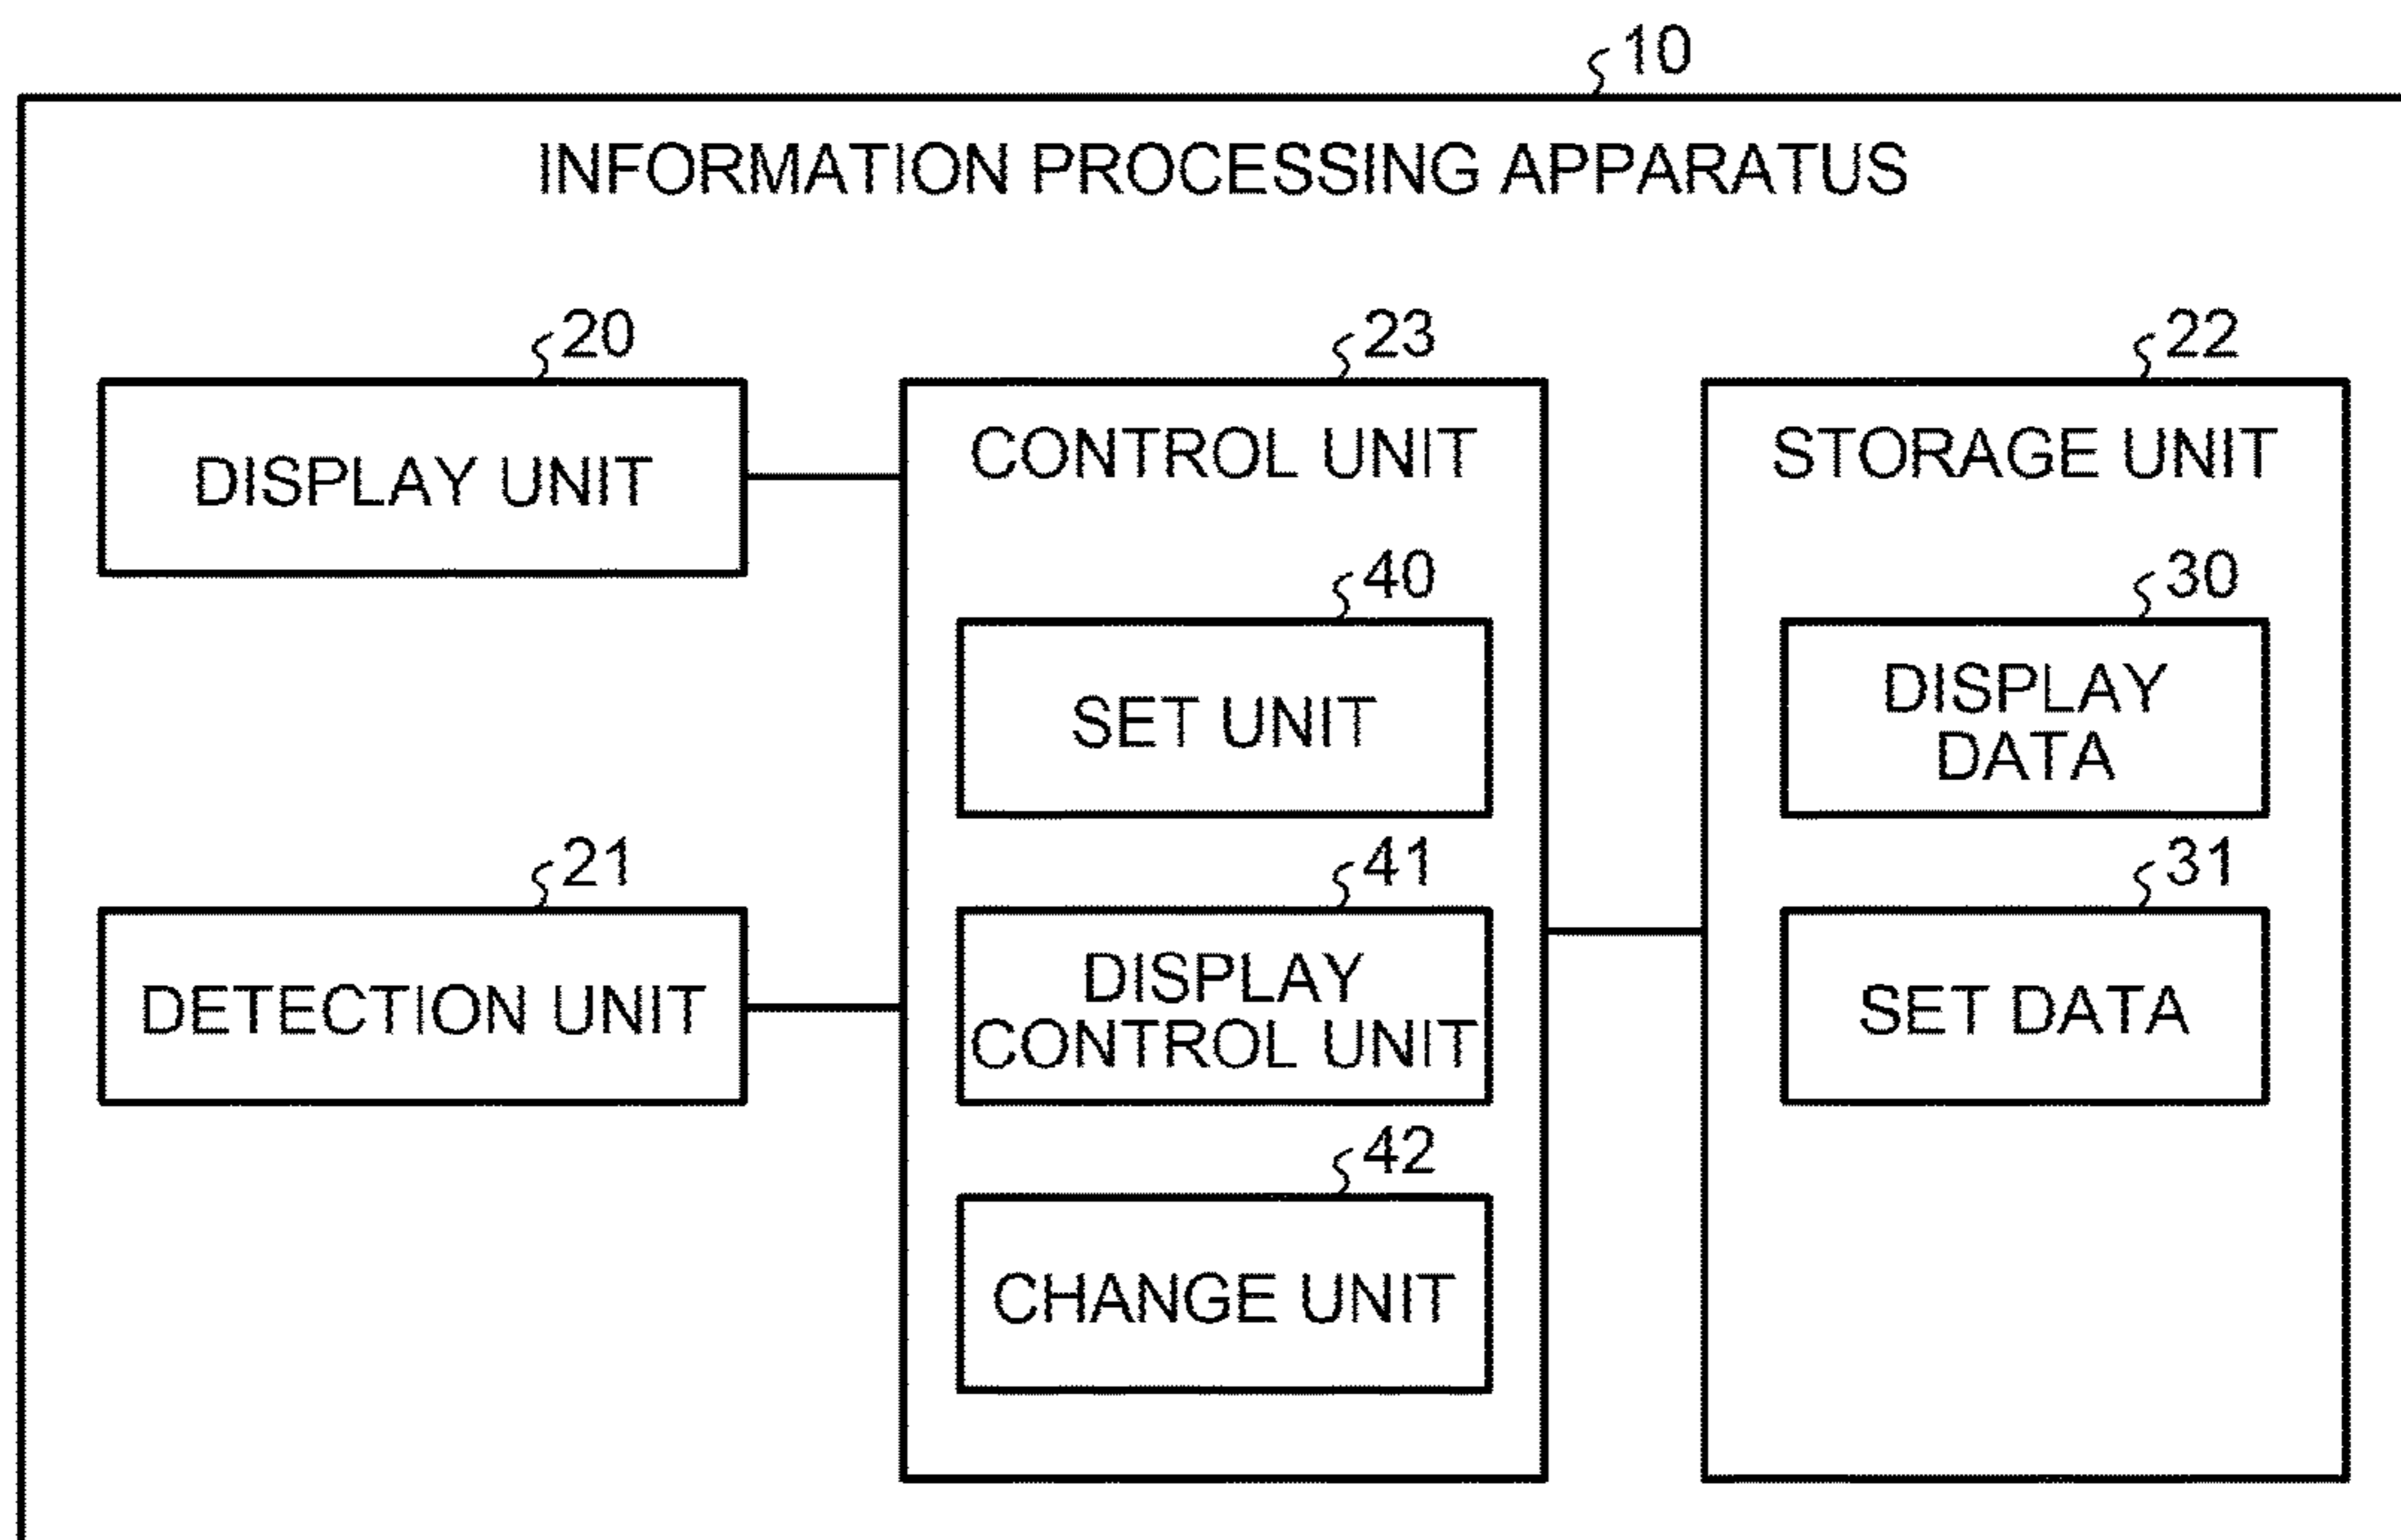 10
INFORMATION PROCESSING APPARATUS
20
DISPLAY UNIT
21
DETECTION UNIT
23
CONTROL UNIT
40
SET UNIT
41
DISPLAY
CONTROL UNIT
42
CHANGE UNIT
22
STORAGE UNIT
30
DISPLAY
DATA
31
SET DATA